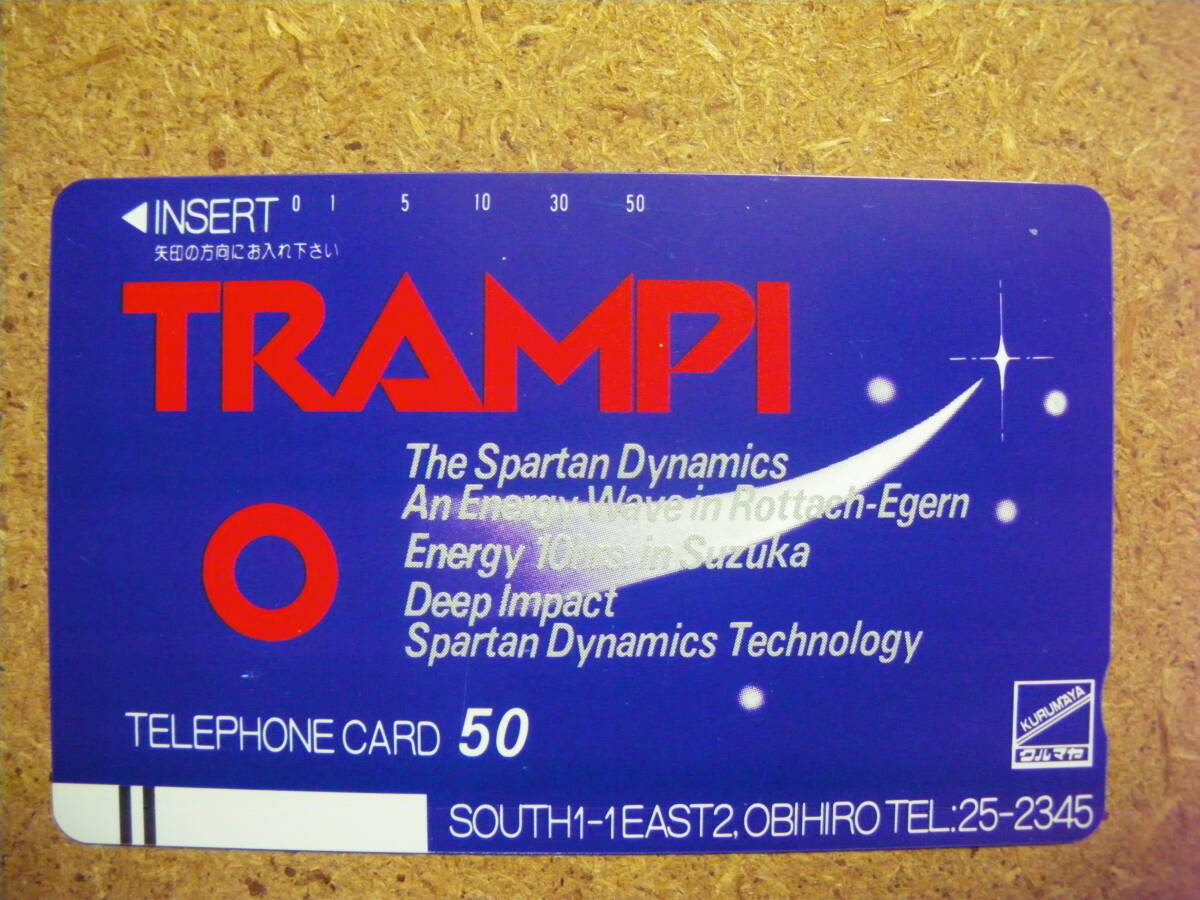 INSERT 0 1 5 10 30 50
矢印の方向にお入れ下さい
TRAMPI
The Spartan Dynamics
An Energy Wave in Rottach-Egern
Energy 10hrs. in Suzuka
Deep Impact
Spartan Dynamics Technology
TELEPHONE CARD 50
KURUMAYA
クルマヤ
SOUTH1-1EAST2, OBIHIRO TEL:25-2345